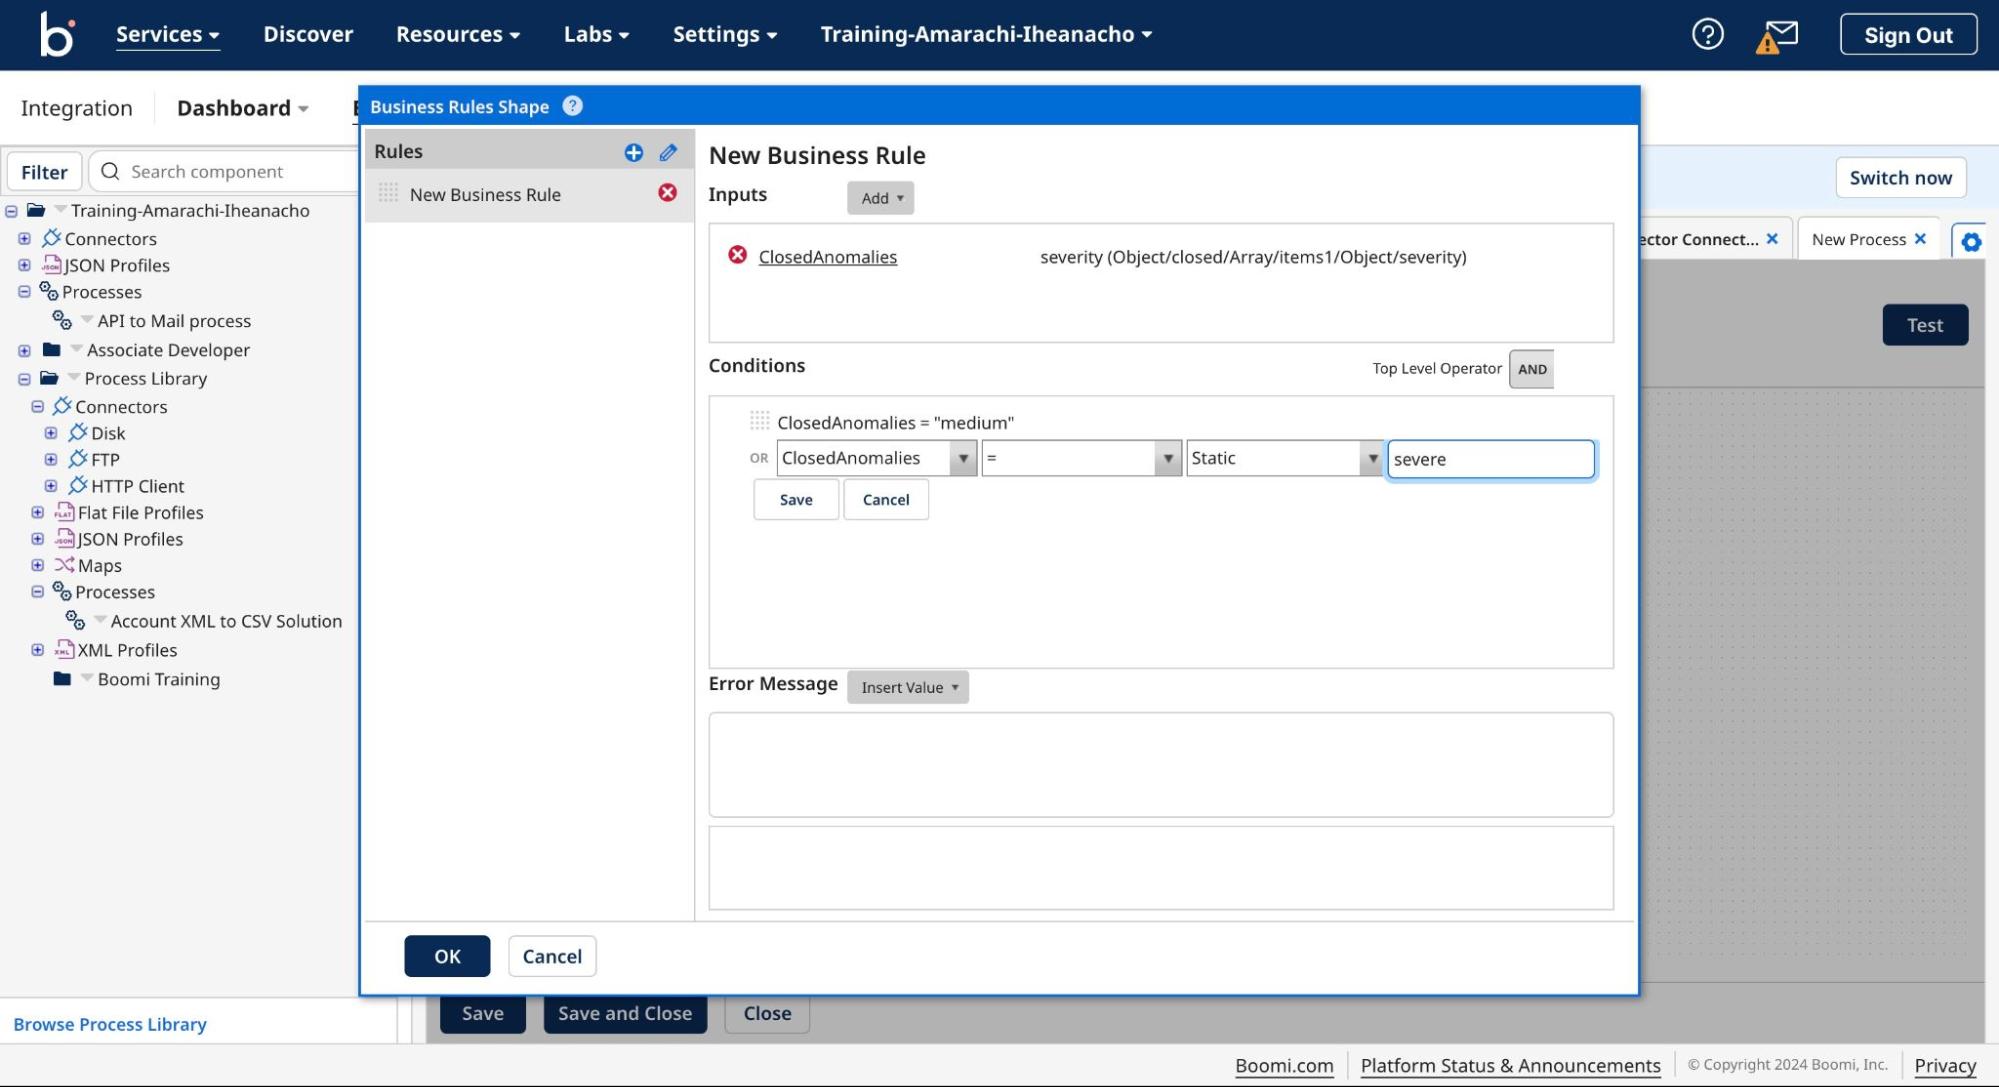 b Services Discover Resources Labs Settings Training-Amarachi-Iheanacho Sign Out
Integration Dashboard
Business Rules Shape
Filter Search component
Switch now
Training-Amarachi-Iheanacho
Connectors
JSON Profiles
Processes
API to Mail process
Associate Developer
Process Library
Connectors
Disk
FTP
HTTP Client
Flat File Profiles
JSON Profiles
Maps
Processes
Account XML to CSV Solution
XML Profiles
Boomi Training
Browse Process Library
Rules
New Business Rule
New Business Rule
Inputs Add
ClosedAnomalies severity (Object/closed/Array/items1/Object/severity)
Conditions Top Level Operator AND
ClosedAnomalies = "medium"
OR ClosedAnomalies = Static severe
Save Cancel
Error Message Insert Value
OK Cancel
ector Connect... New Process
Test
Save Save and Close Close
Boomi.com Platform Status & Announcements © Copyright 2024 Boomi, Inc. Privacy